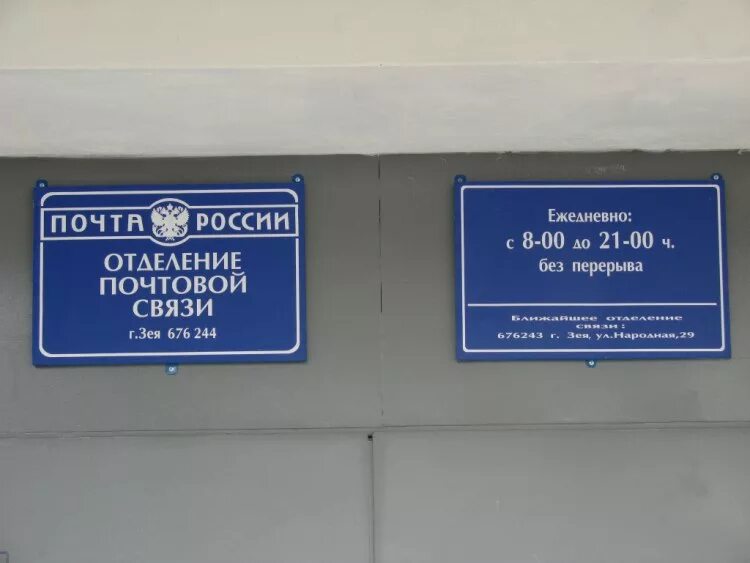 ПОЧТА РОССИИ
ОТДЕЛЕНИЕ
ПОЧТОВОЙ
СВЯЗИ
г.Зея 676 244
Ежедневно:
с 8-00 до 21-00 ч.
без перерыва
Ближайшее отделение
связи:
676243 г. Зея, ул.Народная,29